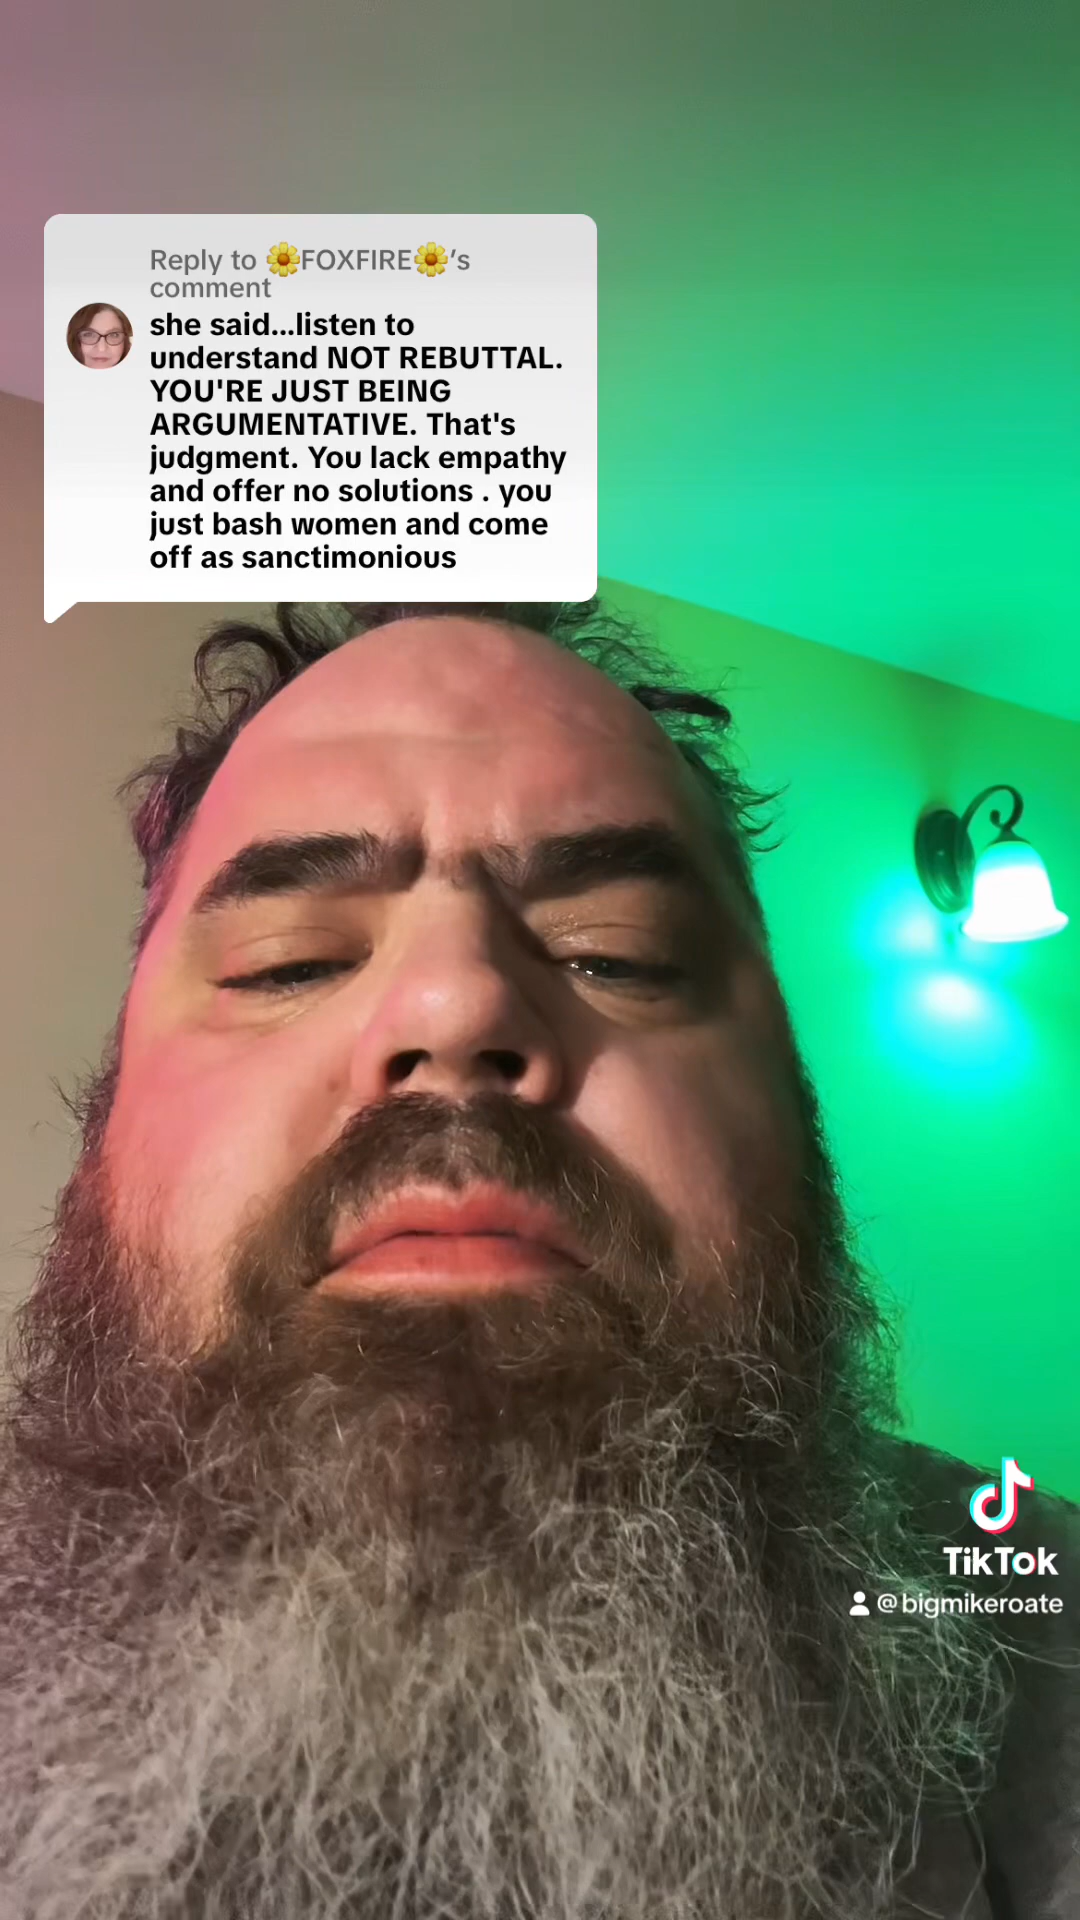 Reply to 🌼FOXFIRE🌼's
comment
she said...listen to
understand NOT REBUTTAL.
YOU'RE JUST BEING
ARGUMENTATIVE. That's
judgment. You lack empathy
and offer no solutions . you
just bash women and come
off as sanctimonious
TikTok
@bigmikeroate